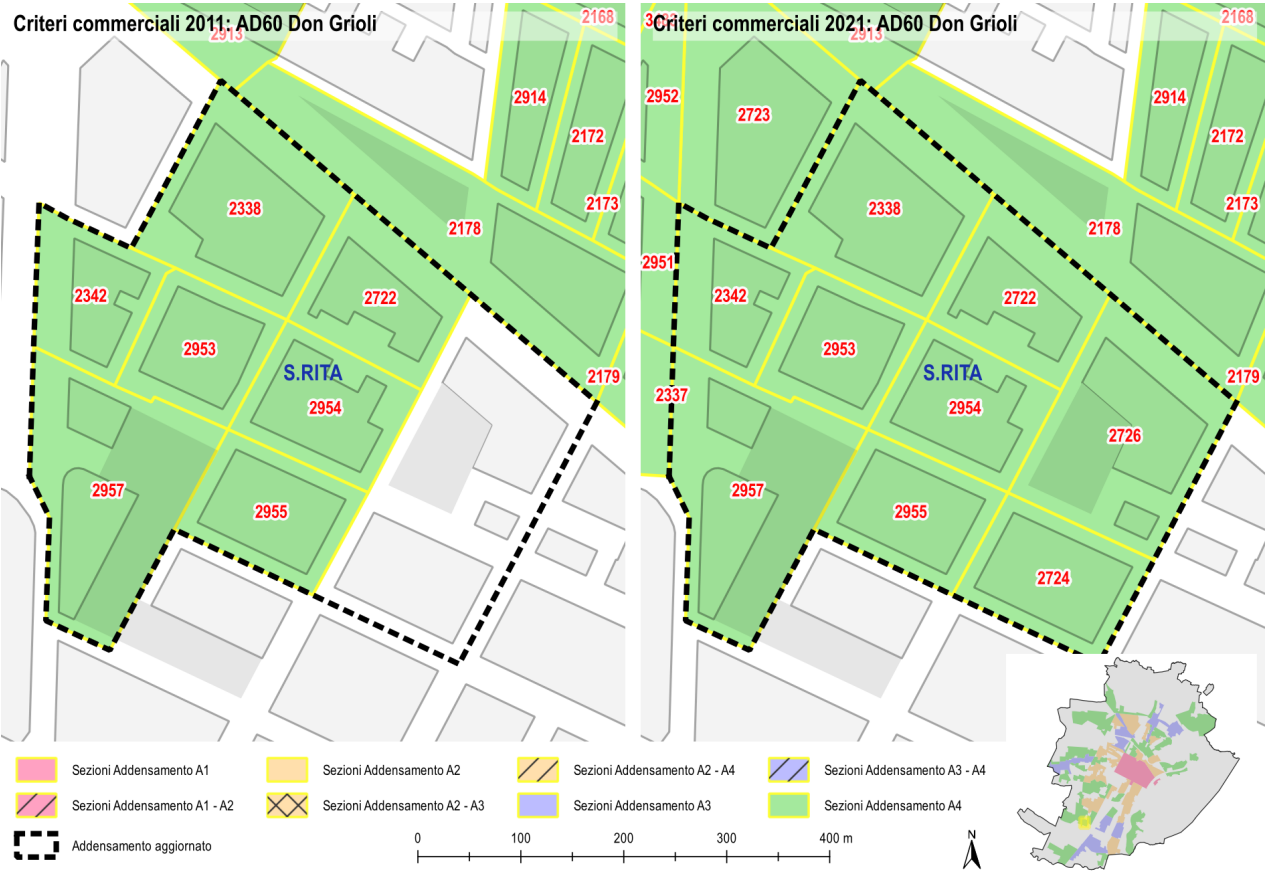 Criteri commerciali 2011: AD60 Don Grioli
2913
2168
2914
2172
2173
2338
2178
2342
2722
2953
S.RITA
2179
2954
2957
2955
Criteri commerciali 2021: AD60 Don Grioli
2913
2168
2952
2723
2914
2172
2338
2173
2178
2951
2342
2722
2953
S.RITA
2179
2337
2954
2726
2957
2955
2724
Sezioni Addensamento A1
Sezioni Addensamento A2
Sezioni Addensamento A2 - A4
Sezioni Addensamento A3 - A4
Sezioni Addensamento A1 - A2
Sezioni Addensamento A2 - A3
Sezioni Addensamento A3
Sezioni Addensamento A4
Addensamento aggiornato
0 100 200 300 400 m
N